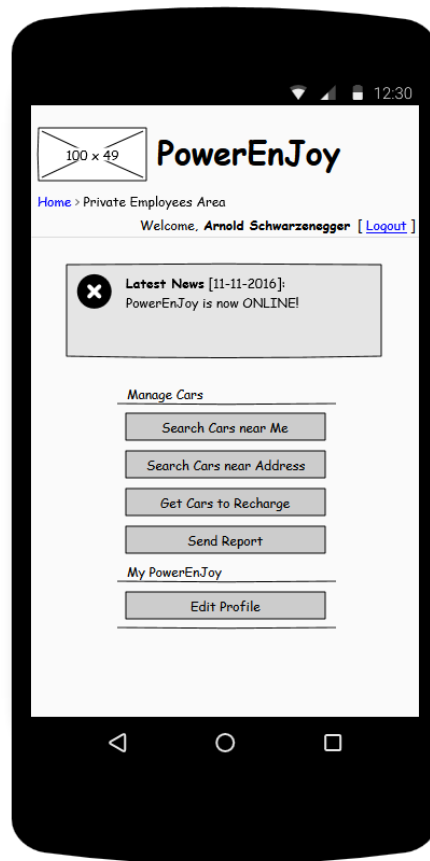 12:30
100 x 49
PowerEnJoy
Home > Private Employees Area
Welcome, Arnold Schwarzenegger [ Logout ]
Latest News [11-11-2016]:
PowerEnJoy is now ONLINE!
Manage Cars
Search Cars near Me
Search Cars near Address
Get Cars to Recharge
Send Report
My PowerEnJoy
Edit Profile